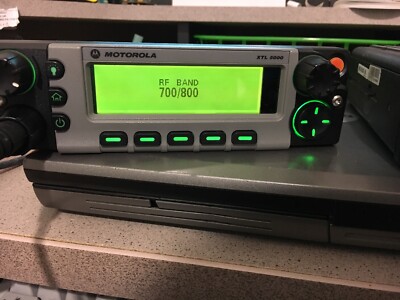 MOTOROLA
XTL 5000
RF BAND
700/800